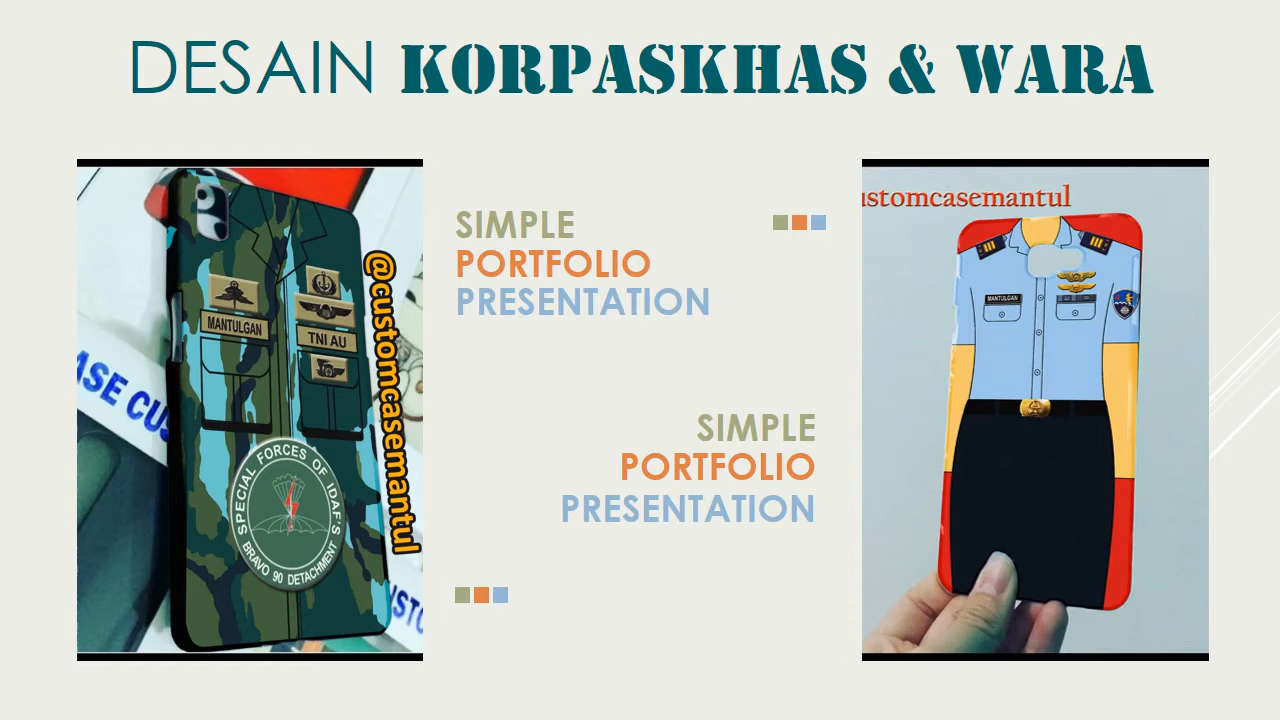 DESAIN KORPASKHAS & WARA
MANTULGAN
TNI AU
SPECIAL FORCES OF IDAF'S
BRAVO 90 DETACHMENT
@customcasemantul
SIMPLE
PORTFOLIO
PRESENTATION
SIMPLE
PORTFOLIO
PRESENTATION
ustomcasemantul
MANTULGAN